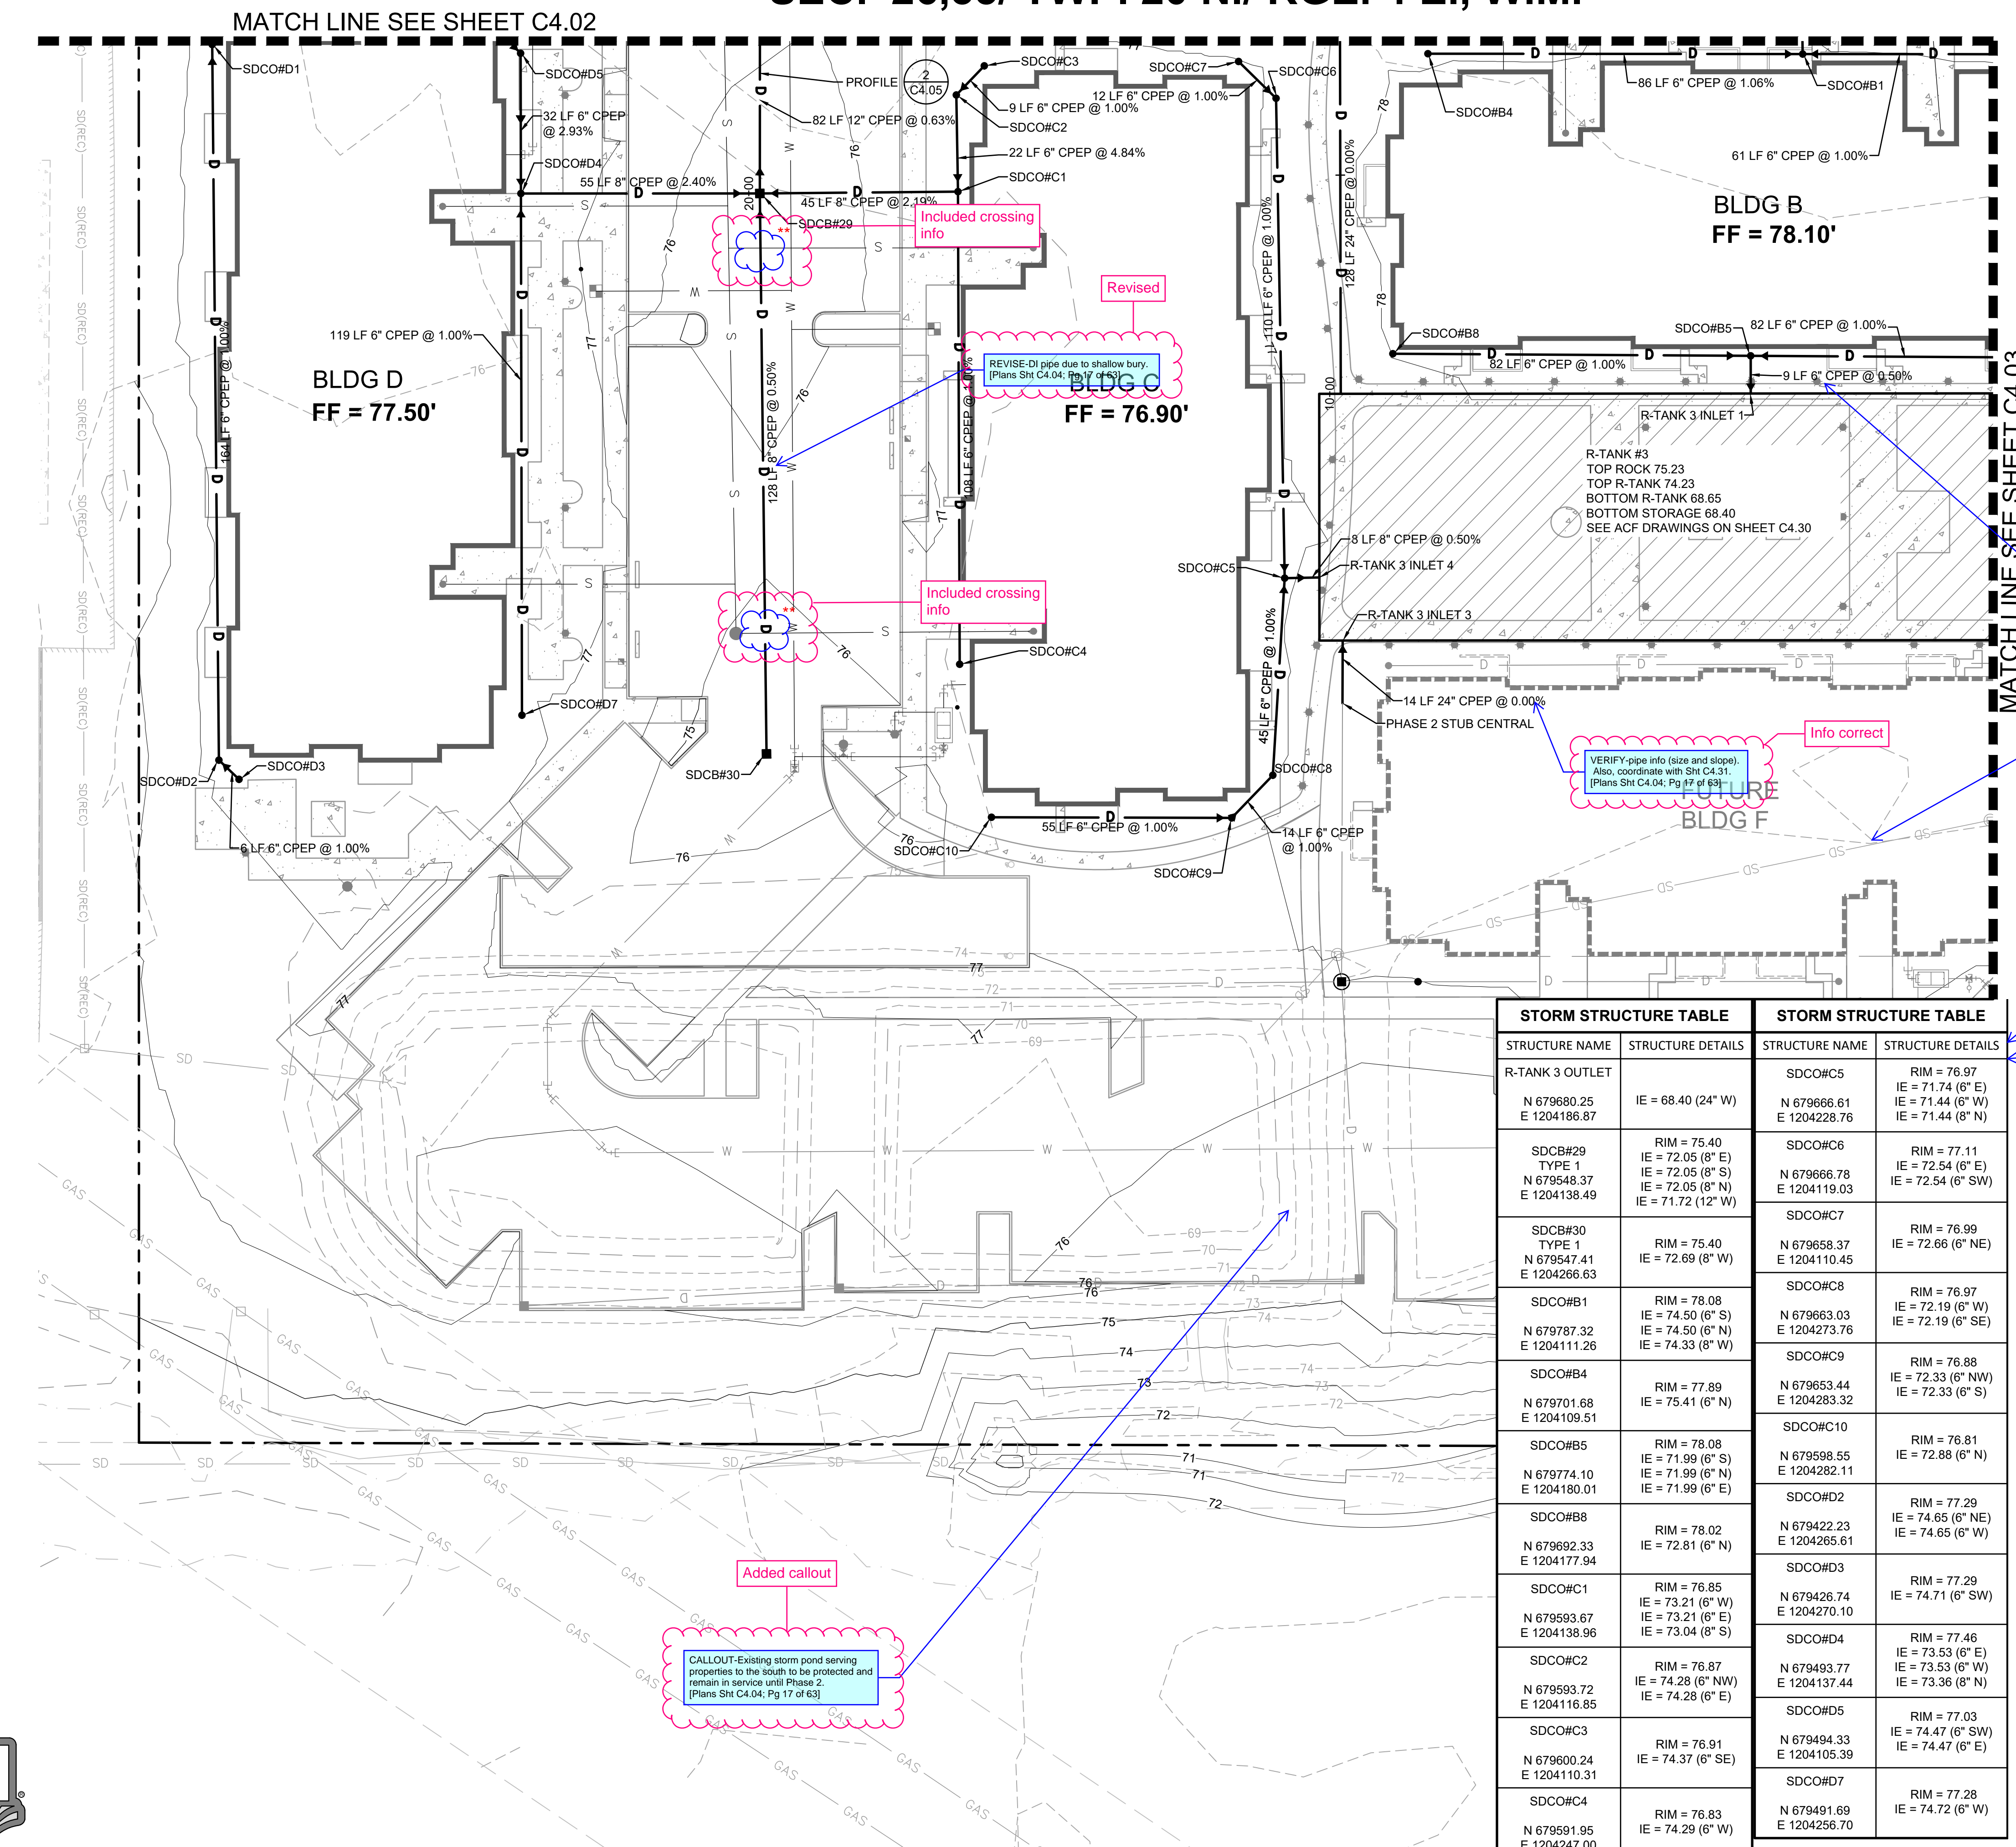 MATCH LINE SEE SHEET C4.02
SDCO#D1
SDCO#D5
32 LF 6" CPEP
@ 2.93%
SDCO#D4
55 LF 8" CPEP @ 2.40%
PROFILE
2
C4.05
82 LF 12" CPEP @ 0.63%
SDCO#C3
9 LF 6" CPEP @ 1.00%
SDCO#C2
22 LF 6" CPEP @ 4.84%
SDCO#C1
45 LF 8" CPEP @ 2.19%
20+00
SDCB#29
SDCO#C7
12 LF 6" CPEP @ 1.00%
SDCO#C6
SDCO#B4
86 LF 6" CPEP @ 1.06%
SDCO#B1
61 LF 6" CPEP @ 1.00%
BLDG B
FF = 78.10'
128 LF 24" CPEP @ 0.00%
110 LF 6" CPEP @ 1.00%
Included crossing
info
**
Revised
REVISE-DI pipe due to shallow bury.
[Plans Sht C4.04; Pg 17 of 63]
BLDG C
FF = 76.90'
119 LF 6" CPEP @ 1.00%
BLDG D
FF = 77.50'
164 LF 6" CPEP @ 1.00%
128 LF 8" CPEP @ 0.50%
108 LF 6" CPEP @ 1.00%
SDCO#B8
SDCO#B5
82 LF 6" CPEP @ 1.00%
82 LF 6" CPEP @ 1.00%
9 LF 6" CPEP @ 0.50%
R-TANK 3 INLET 1
10+00
R-TANK #3
TOP ROCK 75.23
TOP R-TANK 74.23
BOTTOM R-TANK 68.65
BOTTOM STORAGE 68.40
SEE ACF DRAWINGS ON SHEET C4.30
MATCH LINE SEE SHEET C4.03
8 LF 8" CPEP @ 0.50%
SDCO#C5
R-TANK 3 INLET 4
R-TANK 3 INLET 3
Included crossing
info
**
SDCO#C4
45 LF 6" CPEP @ 1.00%
14 LF 24" CPEP @ 0.00%
PHASE 2 STUB CENTRAL
Info correct
VERIFY-pipe info (size and slope).
Also, coordinate with Sht C4.31.
[Plans Sht C4.04; Pg 17 of 63]
FUTURE
BLDG F
SDCO#D7
SDCO#D2
SDCO#D3
6 LF 6" CPEP @ 1.00%
SDCB#30
SDCO#C8
55 LF 6" CPEP @ 1.00%
SDCO#C10
14 LF 6" CPEP
@ 1.00%
SDCO#C9
Added callout
CALLOUT-Existing storm pond serving
properties to the south to be protected and
remain in service until Phase 2.
[Plans Sht C4.04; Pg 17 of 63]
STORM STRUCTURE TABLE
STRUCTURE NAME STRUCTURE DETAILS
R-TANK 3 OUTLET
N 679680.25
E 1204186.87
IE = 68.40 (24" W)
SDCB#29
TYPE 1
N 679548.37
E 1204138.49
RIM = 75.40
IE = 72.05 (8" E)
IE = 72.05 (8" S)
IE = 72.05 (8" N)
IE = 71.72 (12" W)
SDCB#30
TYPE 1
N 679547.41
E 1204266.63
RIM = 75.40
IE = 72.69 (8" W)
SDCO#B1
N 679787.32
E 1204111.26
RIM = 78.08
IE = 74.50 (6" S)
IE = 74.50 (6" N)
IE = 74.33 (8" W)
SDCO#B4
N 679701.68
E 1204109.51
RIM = 77.89
IE = 75.41 (6" N)
SDCO#B5
N 679774.10
E 1204180.01
RIM = 78.08
IE = 71.99 (6" S)
IE = 71.99 (6" N)
IE = 71.99 (6" E)
SDCO#B8
N 679692.33
E 1204177.94
RIM = 78.02
IE = 72.81 (6" N)
SDCO#C1
N 679593.67
E 1204138.96
RIM = 76.85
IE = 73.21 (6" W)
IE = 73.21 (6" E)
IE = 73.04 (8" S)
SDCO#C2
N 679593.72
E 1204116.85
RIM = 76.87
IE = 74.28 (6" NW)
IE = 74.28 (6" E)
SDCO#C3
N 679600.24
E 1204110.31
RIM = 76.91
IE = 74.37 (6" SE)
SDCO#C4
N 679591.95
E 1204247.00
RIM = 76.83
IE = 74.29 (6" W)
STORM STRUCTURE TABLE
STRUCTURE NAME STRUCTURE DETAILS
SDCO#C5
N 679666.61
E 1204228.76
RIM = 76.97
IE = 71.74 (6" E)
IE = 71.44 (6" W)
IE = 71.44 (8" N)
SDCO#C6
N 679666.78
E 1204119.03
RIM = 77.11
IE = 72.54 (6" E)
IE = 72.54 (6" SW)
SDCO#C7
N 679658.37
E 1204110.45
RIM = 76.99
IE = 72.66 (6" NE)
SDCO#C8
N 679663.03
E 1204273.76
RIM = 76.97
IE = 72.19 (6" W)
IE = 72.19 (6" SE)
SDCO#C9
N 679653.44
E 1204283.32
RIM = 76.88
IE = 72.33 (6" NW)
IE = 72.33 (6" S)
SDCO#C10
N 679598.55
E 1204282.11
RIM = 76.81
IE = 72.88 (6" N)
SDCO#D2
N 679422.23
E 1204265.61
RIM = 77.29
IE = 74.65 (6" NE)
IE = 74.65 (6" W)
SDCO#D3
N 679426.74
E 1204270.10
RIM = 77.29
IE = 74.71 (6" SW)
SDCO#D4
N 679493.77
E 1204137.44
RIM = 77.46
IE = 73.53 (6" E)
IE = 73.53 (6" W)
IE = 73.36 (8" N)
SDCO#D5
N 679494.33
E 1204105.39
RIM = 77.03
IE = 74.47 (6" SW)
IE = 74.47 (6" E)
SDCO#D7
N 679491.69
E 1204256.70
RIM = 77.28
IE = 74.72 (6" W)